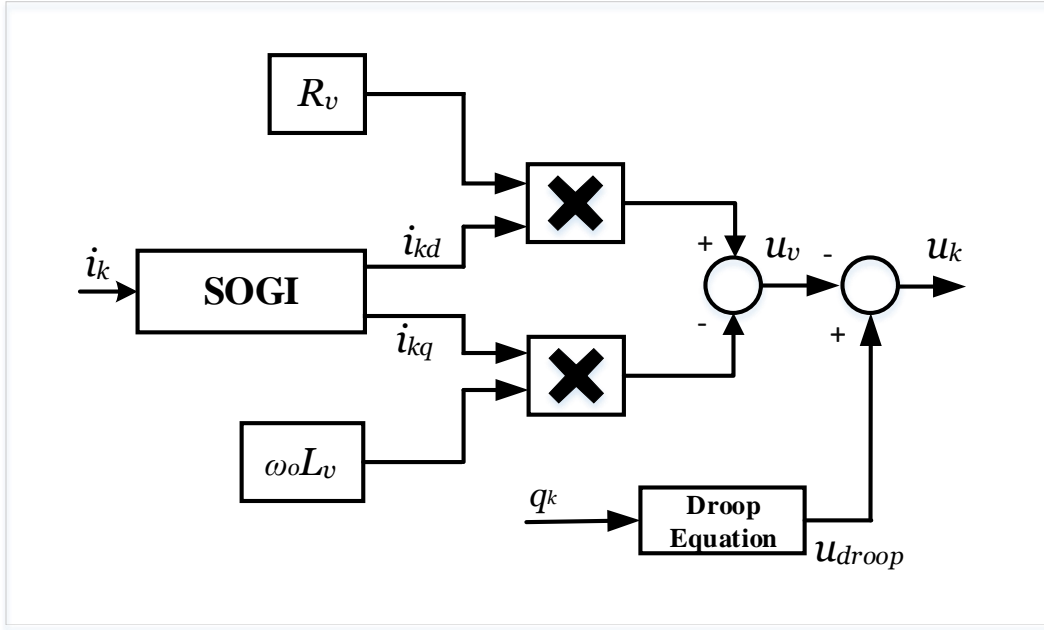 Rv
ikd
ik
SOGI
ikq
ωoLv
+
-
uv
-
+
uk
qk
Droop
Equation
udroop